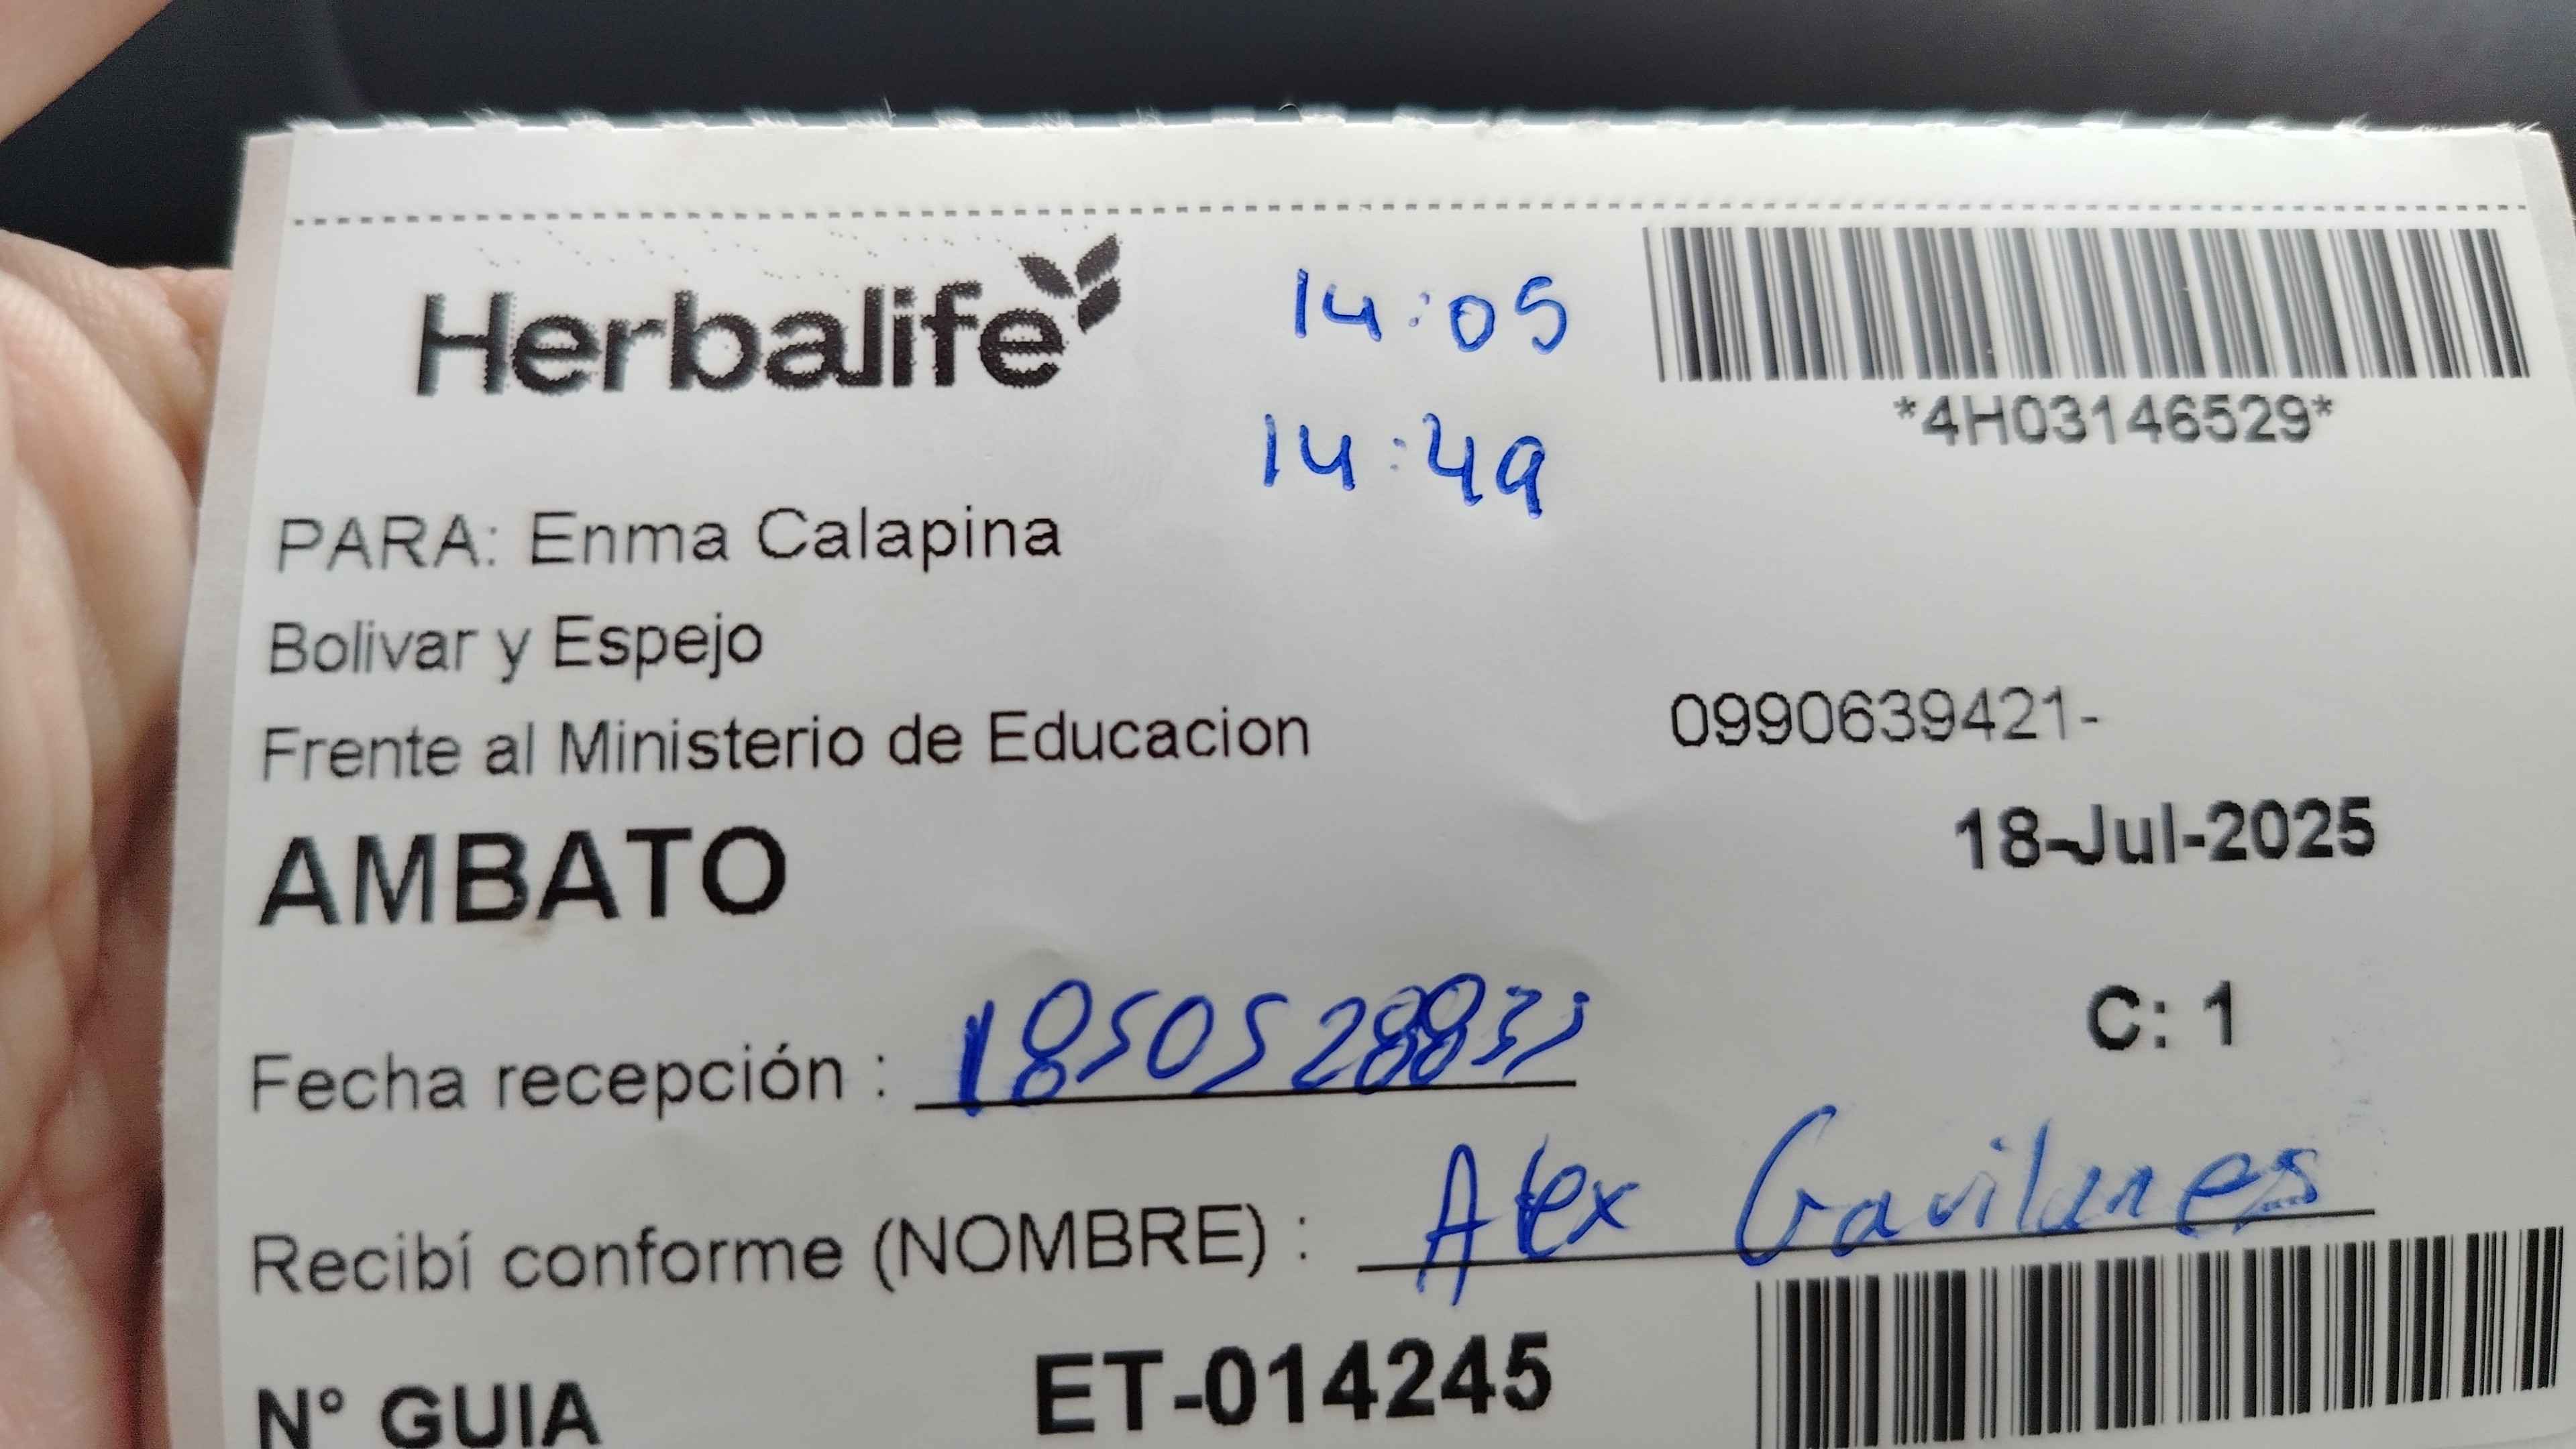 Herbalife
14:05
*4H03146529*
14:49
PARA: Enma Calapina
Bolivar y Espejo
Frente al Ministerio de Educacion
0990639421-
AMBATO
18-Jul-2025
C: 1
Fecha recepción :
Recibí conforme (NOMBRE) : Alex Gavilanes
N° GUIA ET-014245